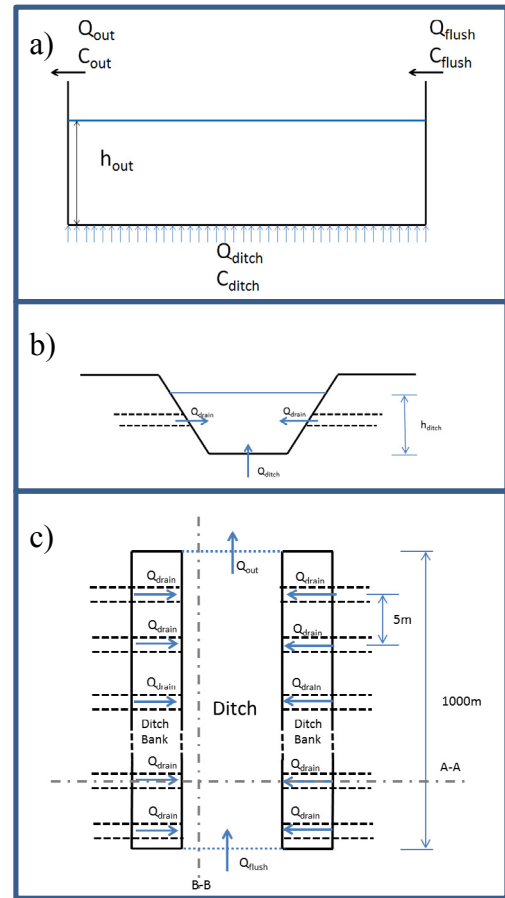 a)
Q_out
C_out
Q_flush
C_flush
h_out
Q_ditch
C_ditch
b)
Q_drain Q_drain
h_ditch
Q_ditch
c)
Q_out
Q_drain Q_drain
5m
Q_drain Q_drain
Q_drain Q_drain
Ditch
1000m
Ditch Bank
Ditch Bank
A-A
Q_drain Q_drain
Q_drain Q_drain
Q_flush
B-B